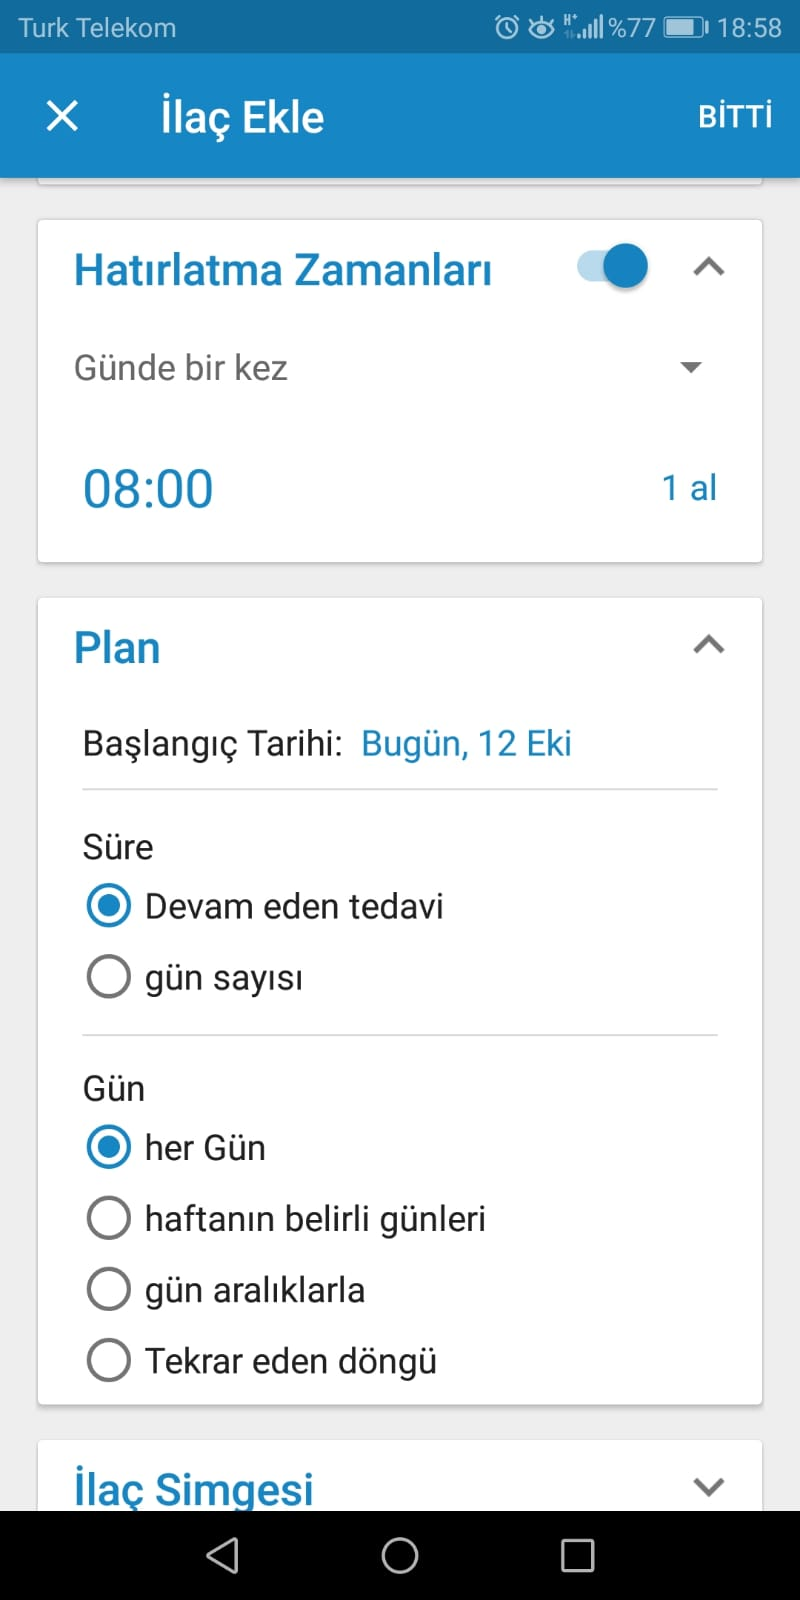 Turk Telekom H+ %77 18:58
İlaç Ekle BİTTİ
Hatırlatma Zamanları
Günde bir kez
08:00 1 al
Plan
Başlangıç Tarihi: Bugün, 12 Eki
Süre
Devam eden tedavi
gün sayısı
Gün
her Gün
haftanın belirli günleri
gün aralıklarla
Tekrar eden döngü
İlaç Simgesi